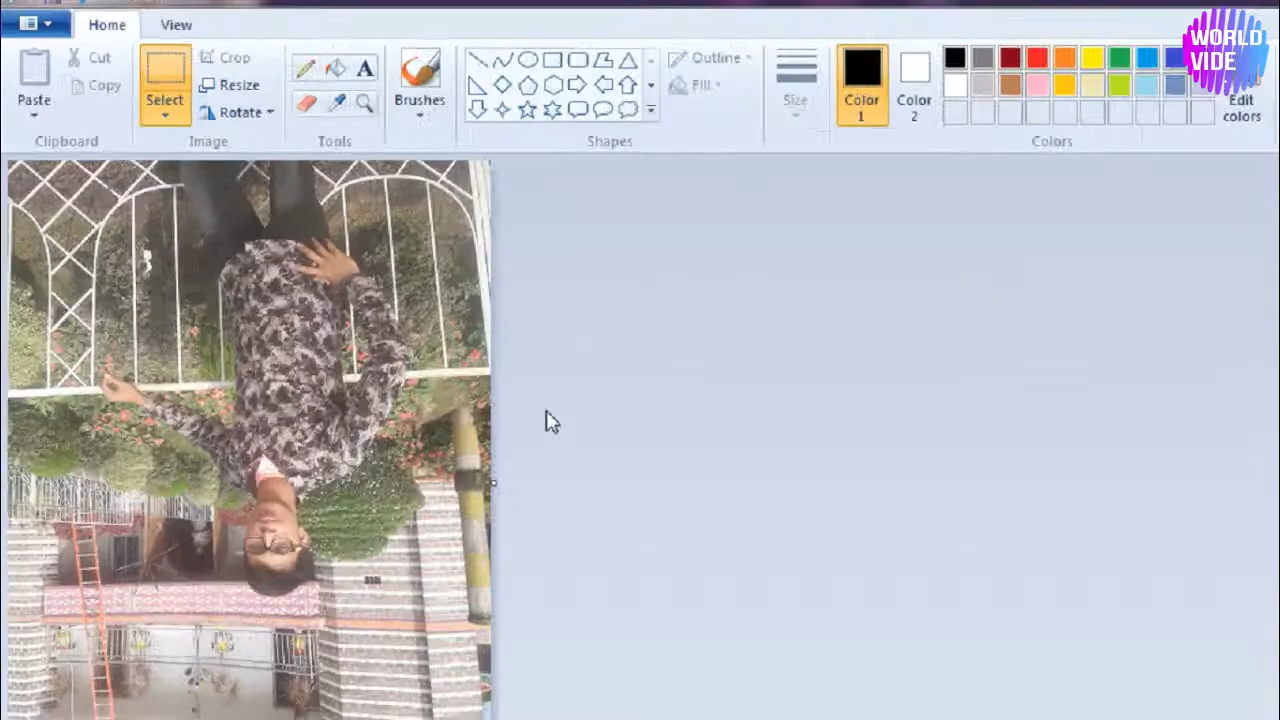 Home View
WORLD
VIDE
Paste
Cut
Copy
Clipboard
Select
Crop
Resize
Rotate
Image
A
Tools
Brushes
Shapes
Outline
Fill
Size
Color
1
Color
2
Edit
colors
Colors